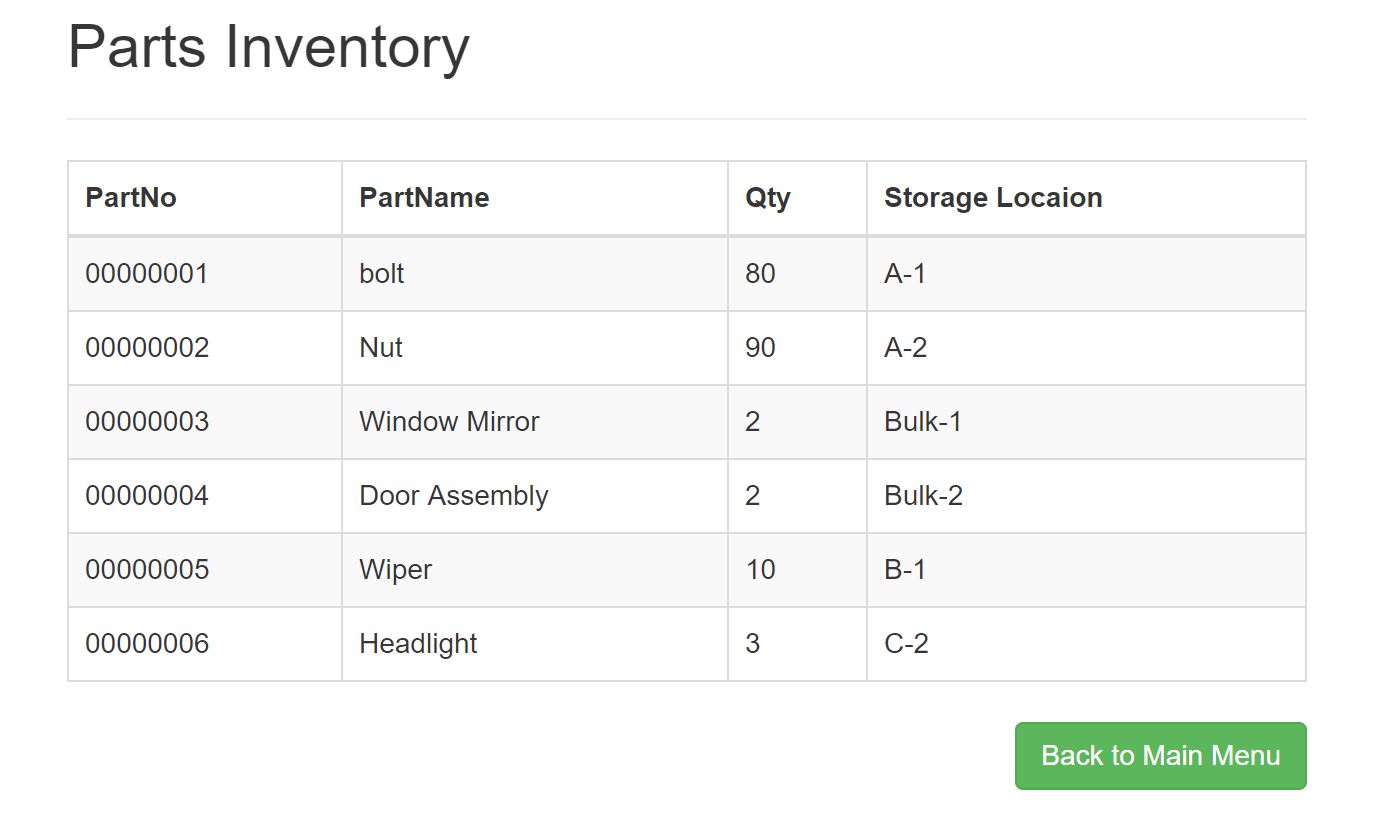 Parts Inventory
PartNo PartName Qty Storage Locaion
00000001 bolt 80 A-1
00000002 Nut 90 A-2
00000003 Window Mirror 2 Bulk-1
00000004 Door Assembly 2 Bulk-2
00000005 Wiper 10 B-1
00000006 Headlight 3 C-2
Back to Main Menu